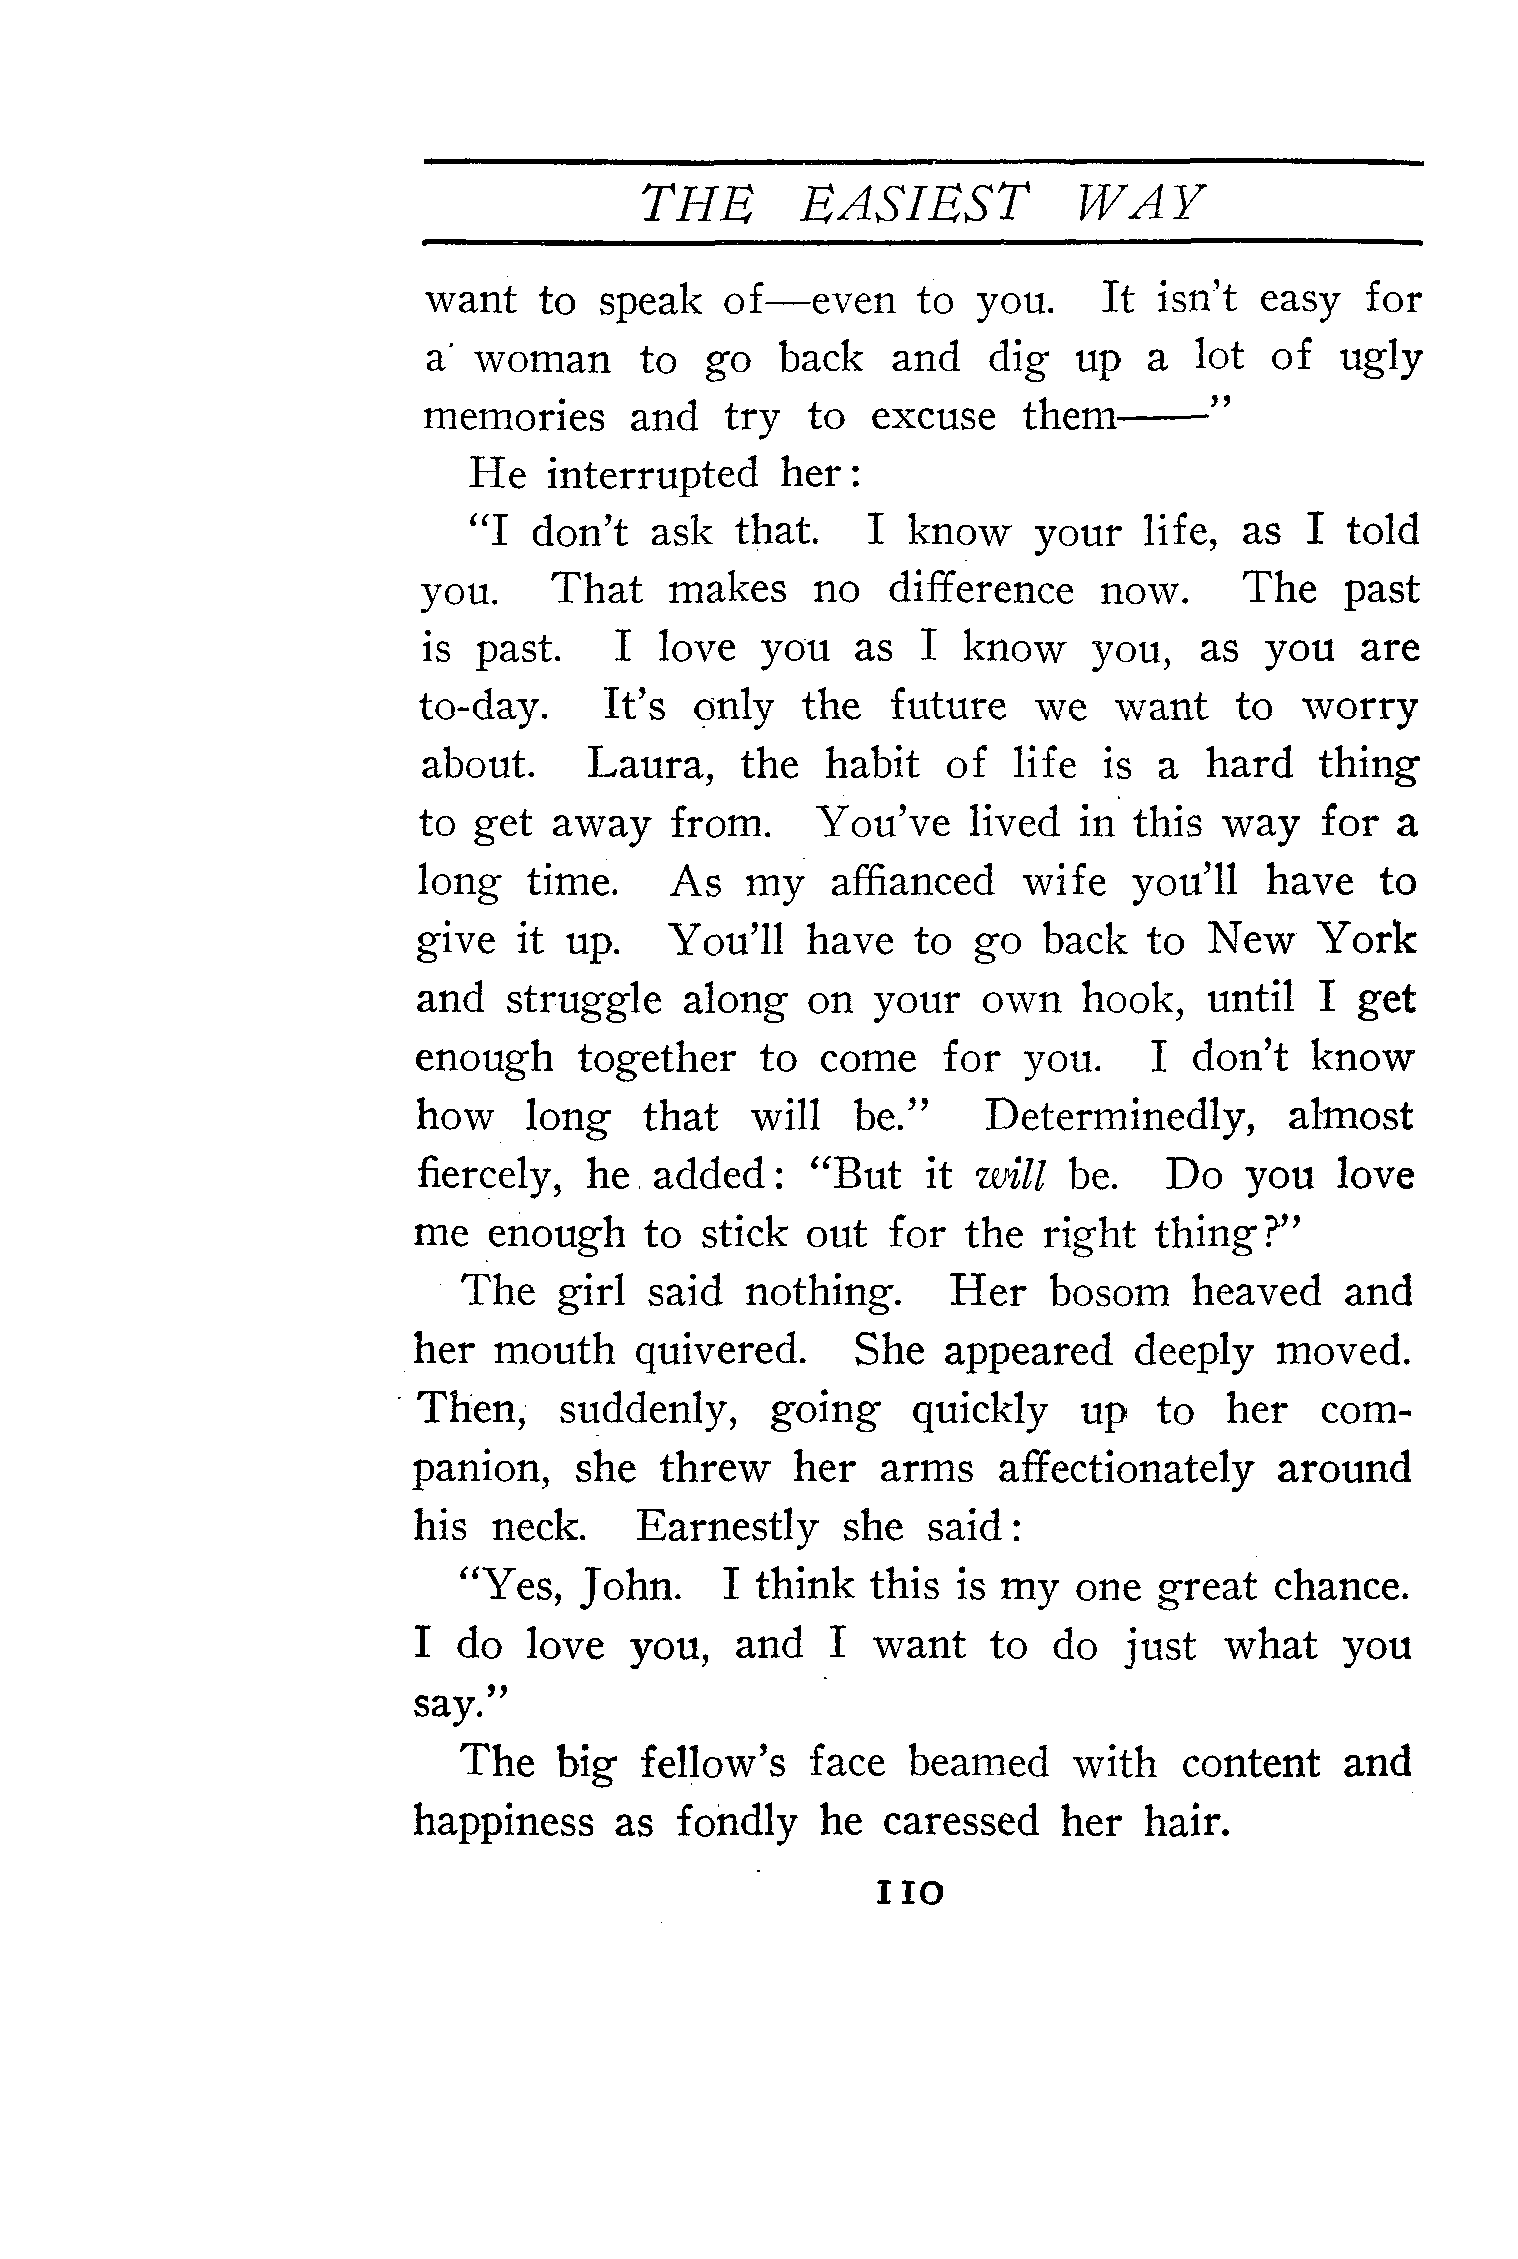 THE EASIEST WAY
want to speak of—even to you. It isn't easy for
a woman to go back and dig up a lot of ugly
memories and try to excuse them——"
He interrupted her:
"I don't ask that. I know your life, as I told
you. That makes no difference now. The past
is past. I love you as I know you, as you are
to-day. It's only the future we want to worry
about. Laura, the habit of life is a hard thing
to get away from. You've lived in this way for a
long time. As my affianced wife you'll have to
give it up. You'll have to go back to New York
and struggle along on your own hook, until I get
enough together to come for you. I don't know
how long that will be." Determinedly, almost
fiercely, he added: "But it will be. Do you love
me enough to stick out for the right thing?"
The girl said nothing. Her bosom heaved and
her mouth quivered. She appeared deeply moved.
Then, suddenly, going quickly up to her com-
panion, she threw her arms affectionately around
his neck. Earnestly she said:
"Yes, John. I think this is my one great chance.
I do love you, and I want to do just what you
say."
The big fellow's face beamed with content and
happiness as fondly he caressed her hair.
110